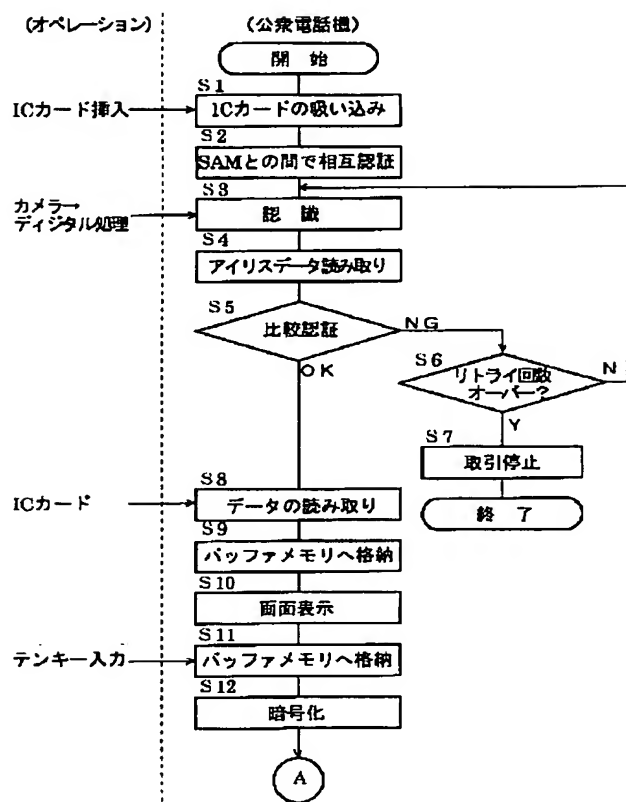 (オペレーション)
(公衆電話機)
開 始
S1
ICカード挿入
ICカードの吸い込み
S2
SAMとの間で相互認証
S3
カメラ→
ディジタル処理
認 識
S4
アイリスデータ読み取り
S5
比較認証
NG
OK
S6
リトライ回数
オーバー?
N
Y
S7
取引停止
終 了
S8
ICカード
データの読み取り
S9
バッファメモリへ格納
S10
画面表示
S11
テンキー入力
バッファメモリへ格納
S12
暗号化
A